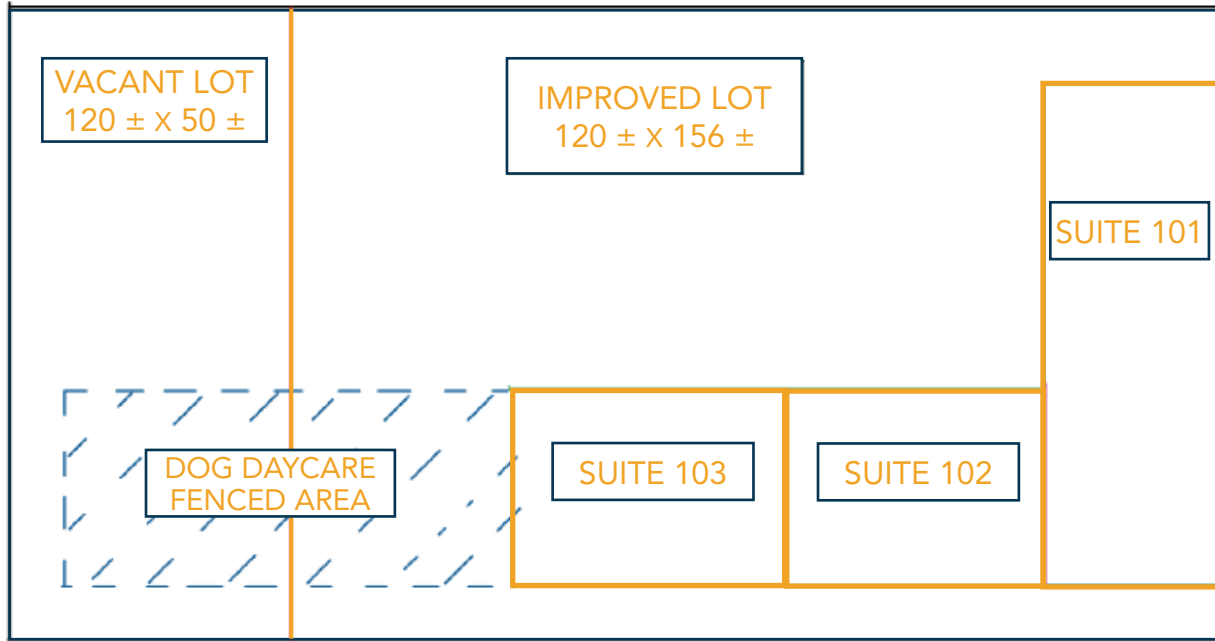 VACANT LOT
120 ± X 50 ±
IMPROVED LOT
120 ± X 156 ±
SUITE 101
DOG DAYCARE
FENCED AREA
SUITE 103
SUITE 102